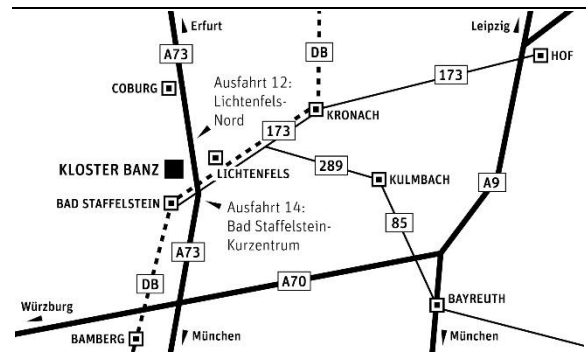 Erfurt
Leipzig
A73
DB
HOF
173
COBURG
Ausfahrt 12:
Lichtenfels-
Nord
KRONACH
173
KLOSTER BANZ
LICHTENFELS
289
KULMBACH
A9
BAD STAFFELSTEIN
Ausfahrt 14:
Bad Staffelstein-
Kurzentrum
85
A73
DB
A70
Würzburg
BAYREUTH
BAMBERG
München
München